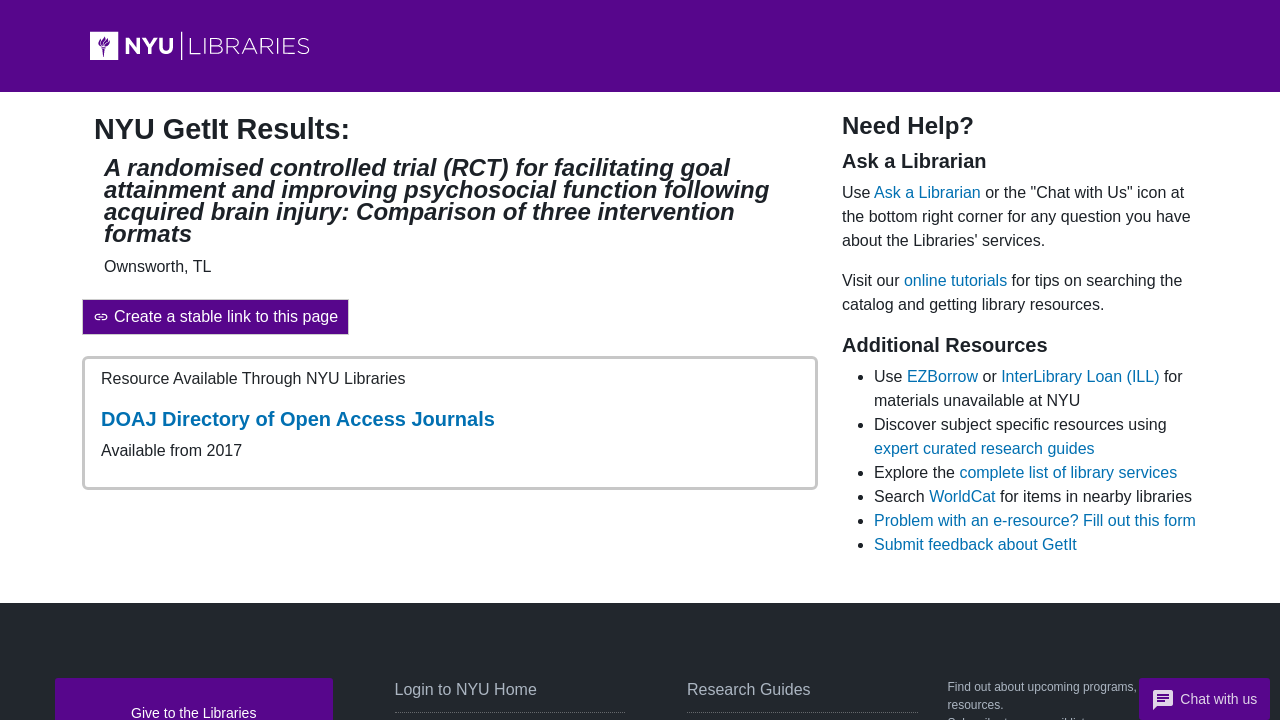 NYU LIBRARIES
NYU GetIt Results:
A randomised controlled trial (RCT) for facilitating goal
attainment and improving psychosocial function following
acquired brain injury: Comparison of three intervention
formats
Ownsworth, TL
Create a stable link to this page
Resource Available Through NYU Libraries
DOAJ Directory of Open Access Journals
Available from 2017
Need Help?
Ask a Librarian
Use Ask a Librarian or the "Chat with Us" icon at
the bottom right corner for any question you have
about the Libraries' services.
Visit our online tutorials for tips on searching the
catalog and getting library resources.
Additional Resources
Use EZBorrow or InterLibrary Loan (ILL) for
materials unavailable at NYU
Discover subject specific resources using
expert curated research guides
Explore the complete list of library services
Search WorldCat for items in nearby libraries
Problem with an e-resource? Fill out this form
Submit feedback about GetIt
Give to the Libraries
Login to NYU Home
Research Guides
Find out about upcoming programs,
resources.
Chat with us